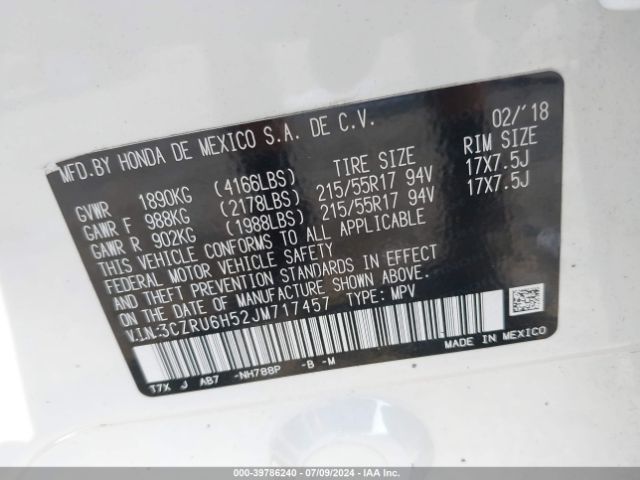 MFD.BY HONDA DE MEXICO S.A. DE C.V. 02/'18
TIRE SIZE RIM SIZE
GVWR 1890KG (4166LBS)
GAWR F 988KG (2178LBS) 215/55R17 94V 17X7.5J
GAWR R 902KG (1988LBS) 215/55R17 94V 17X7.5J
THIS VEHICLE CONFORMS TO ALL APPLICABLE
FEDERAL MOTOR VEHICLE SAFETY
AND THEFT PREVENTION STANDARDS IN EFFECT
ON THE DATE OF MANUFACTURE SHOWN ABOVE.
V.I.N:3CZRU6H52JM717457 TYPE: MPV
T7X J AB7 -NH788P -B -M
MADE IN MEXICO
000-39786240 - 07/09/2024 - IAA Inc.